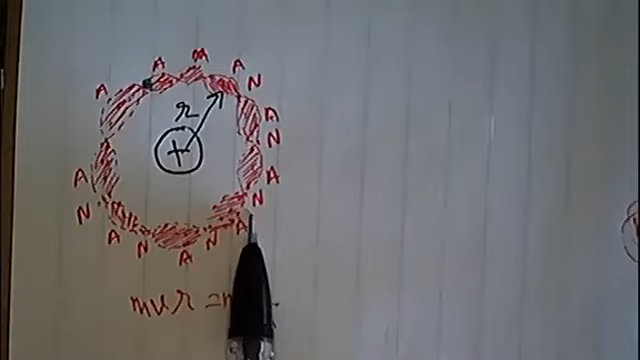 A M A N
A A
r N
+ A
A N
N A
A N A N
mvr =